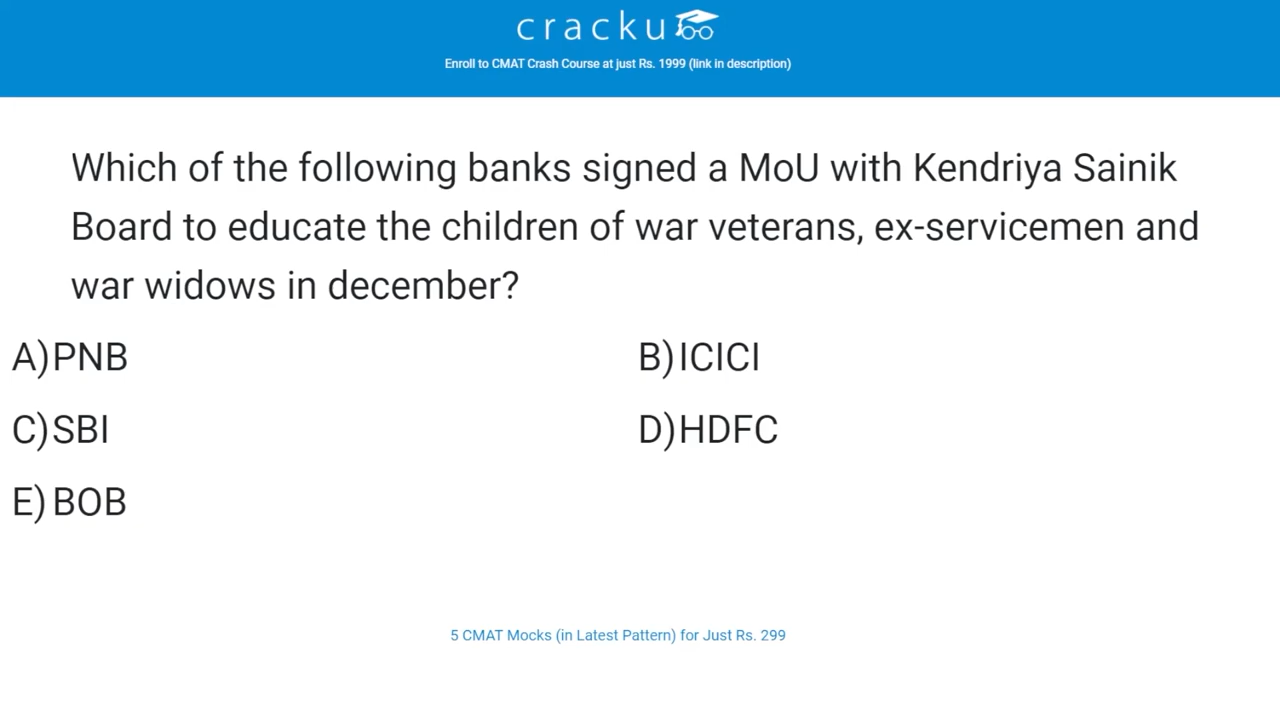 cracku
Enroll to CMAT Crash Course at just Rs. 1999 (link in description)
Which of the following banks signed a MoU with Kendriya Sainik
Board to educate the children of war veterans, ex-servicemen and
war widows in december?
A)PNB
B)ICICI
C)SBI
D)HDFC
E)BOB
5 CMAT Mocks (in Latest Pattern) for Just Rs. 299